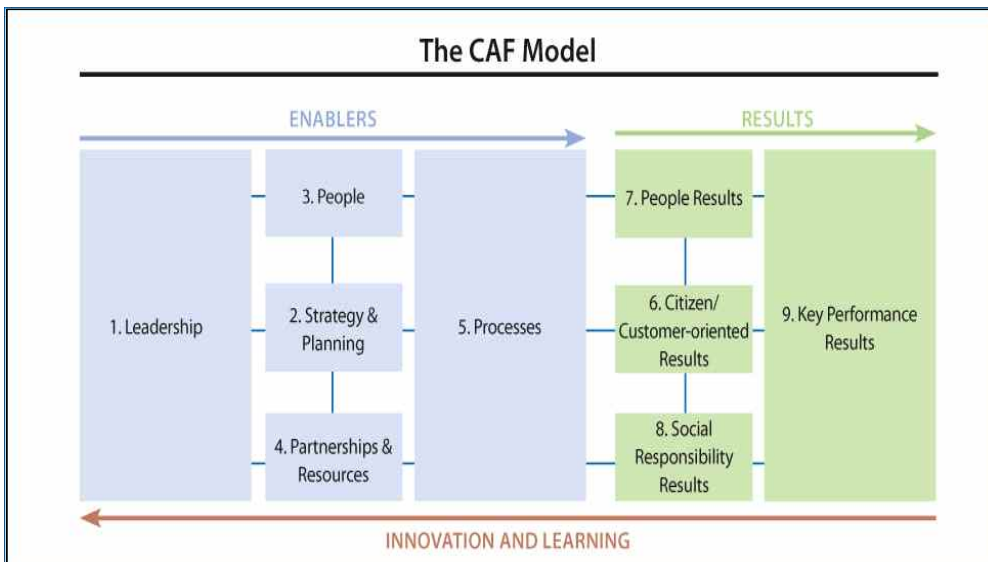 The CAF Model
ENABLERS
RESULTS
1. Leadership
3. People
2. Strategy &
Planning
4. Partnerships &
Resources
5. Processes
7. People Results
6. Citizen/
Customer-oriented
Results
8. Social
Responsibility
Results
9. Key Performance
Results
INNOVATION AND LEARNING